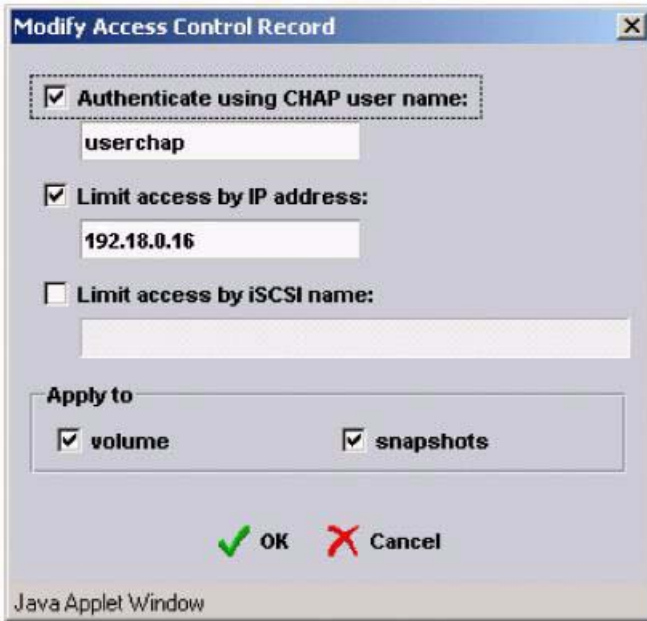 Modify Access Control Record
Authenticate using CHAP user name:
userchap
Limit access by IP address:
192.18.0.16
Limit access by iSCSI name:
Apply to
volume
snapshots
OK
Cancel
Java Applet Window